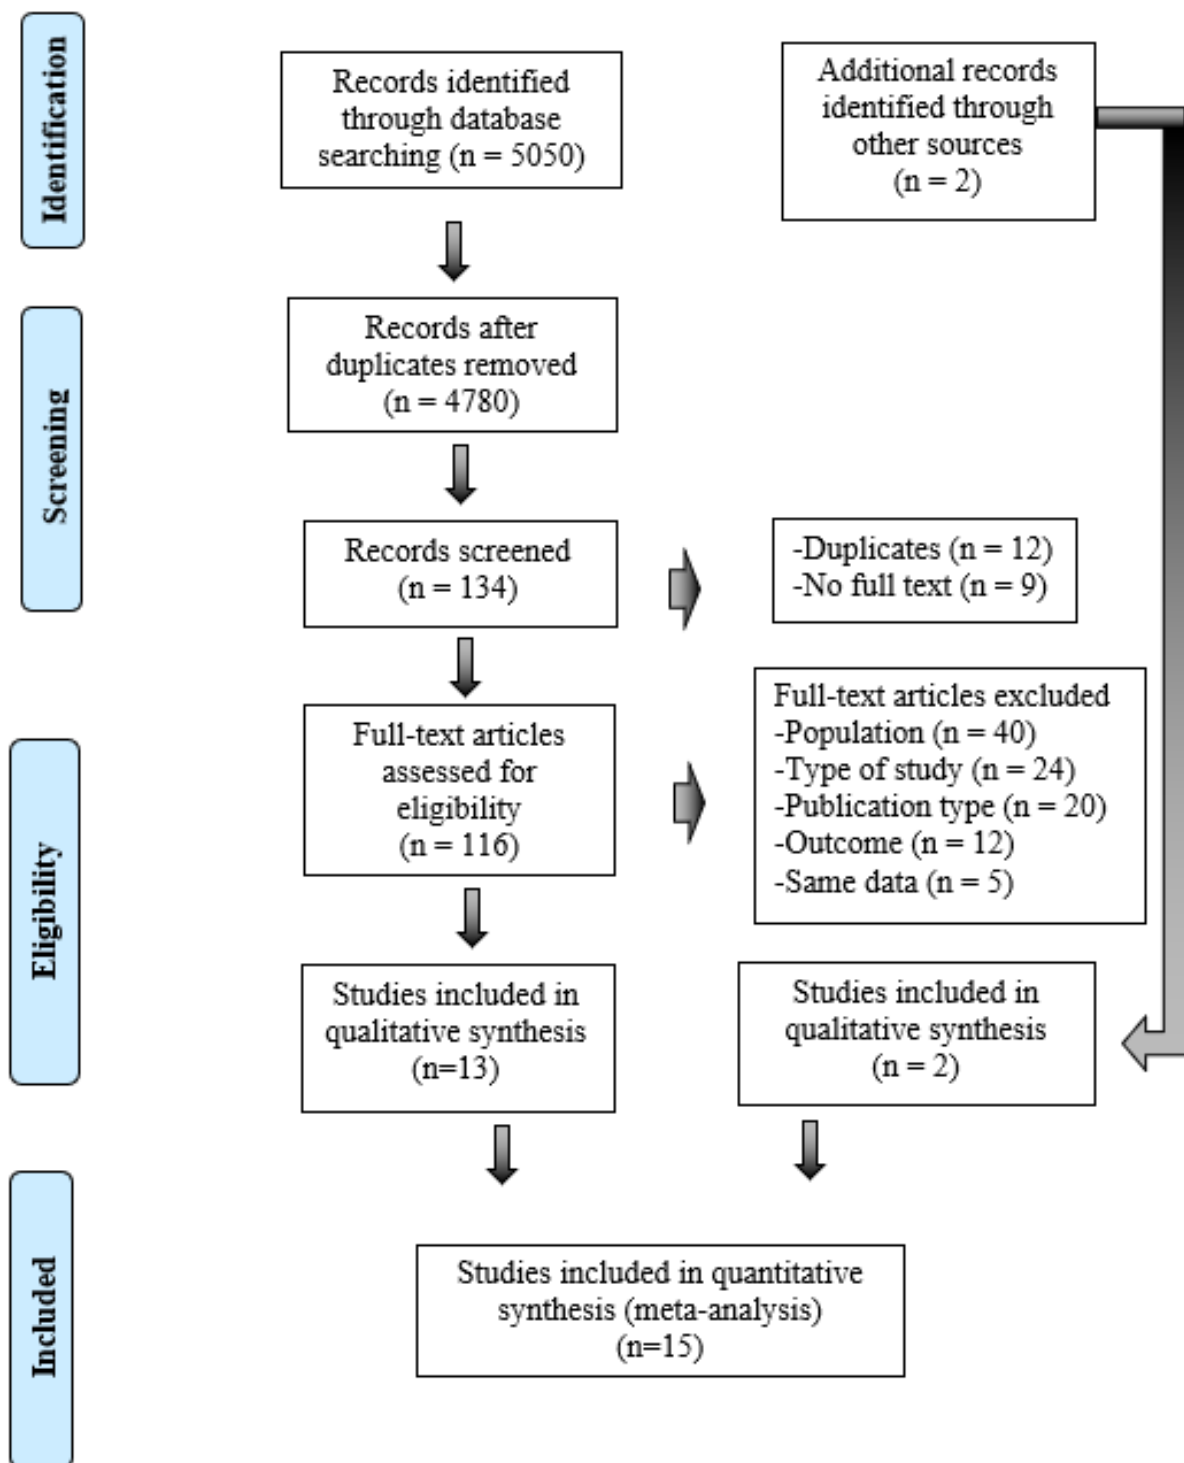 Identification
Records identified
through database
searching (n = 5050)
Additional records
identified through
other sources
(n = 2)
Screening
Records after
duplicates removed
(n = 4780)
Records screened
(n = 134)
-Duplicates (n = 12)
-No full text (n = 9)
Eligibility
Full-text articles
assessed for
eligibility
(n = 116)
Full-text articles excluded
-Population (n = 40)
-Type of study (n = 24)
-Publication type (n = 20)
-Outcome (n = 12)
-Same data (n = 5)
Studies included in
qualitative synthesis
(n=13)
Studies included in
qualitative synthesis
(n = 2)
Included
Studies included in quantitative
synthesis (meta-analysis)
(n=15)